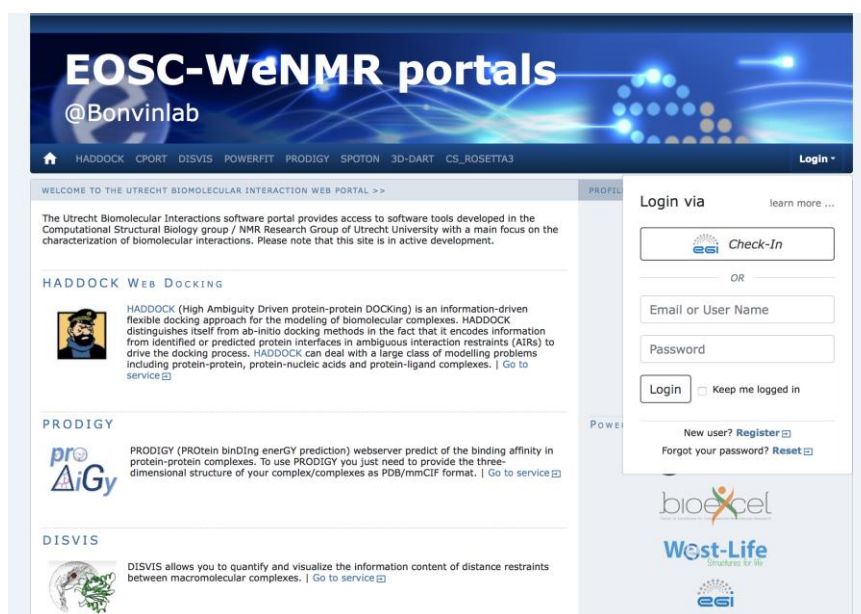 EOSC-WeNMR portals
@Bonvinlab
HADDOCK CPORT DISVIS POWERFIT PRODIGY SPOTON 3D-DART CS_ROSETTA3
Login
WELCOME TO THE UTRECHT BIOMOLECULAR INTERACTION WEB PORTAL >>
The Utrecht Biomolecular Interactions software portal provides access to software tools developed in the
Computational Structural Biology group / NMR Research Group of Utrecht University with a main focus on the
characterization of biomolecular interactions. Please note that this site is in active development.
HADDOCK WEB DOCKING
HADDOCK (High Ambiguity Driven protein-protein DOCKing) is an information-driven
flexible docking approach for the modeling of biomolecular complexes. HADDOCK
distinguishes itself from ab-initio docking methods in the fact that it encodes information
from identified or predicted protein interfaces in ambiguous interaction restraints (AIRs) to
drive the docking process. HADDOCK can deal with a large class of modelling problems
including protein-protein, protein-nucleic acids and protein-ligand complexes. | Go to
service
PRODIGY
proDiGy
PRODIGY (PROtein binDIng enerGY prediction) webserver predict of the binding affinity in
protein-protein complexes. To use PRODIGY you just need to provide the three-
dimensional structure of your complex/complexes as PDB/mmCIF format. | Go to service
DISVIS
DISVIS allows you to quantify and visualize the information content of distance restraints
between macromolecular complexes. | Go to service
Login via
learn more ...
egi Check-In
OR
Email or User Name
Password
Login Keep me logged in
New user? Register
Forgot your password? Reset
bioexcel
West-Life
Structures for life
egi